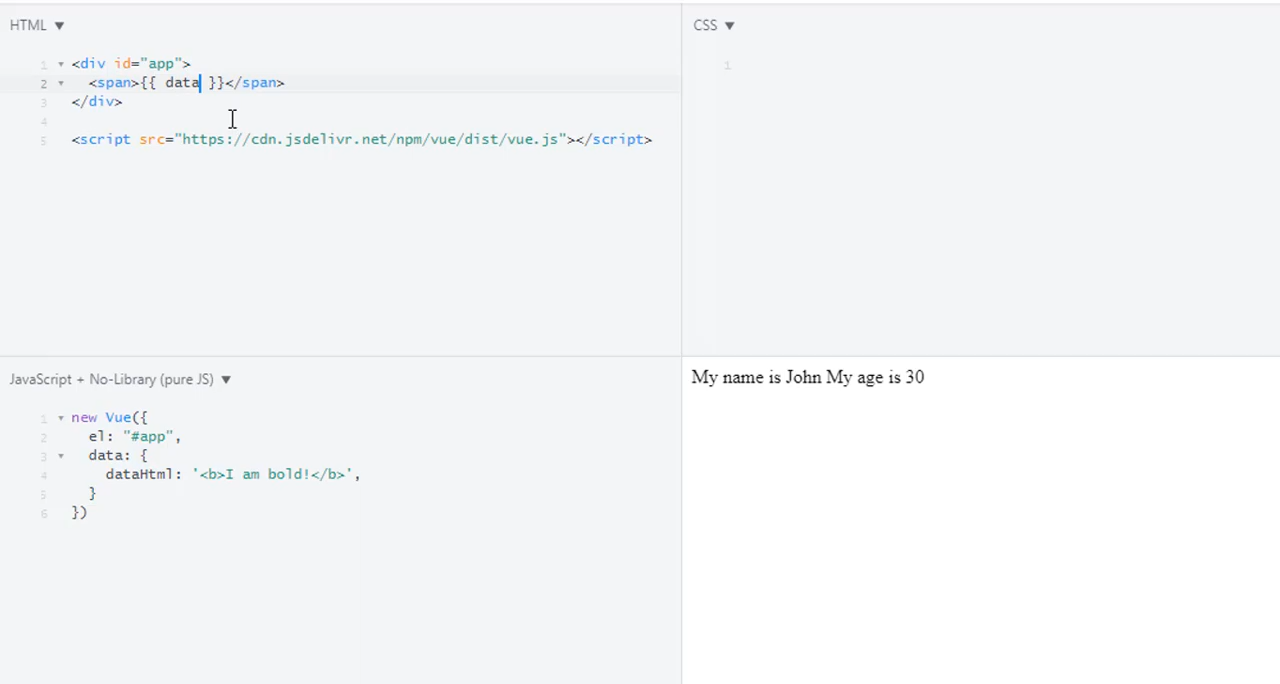 HTML ▼
1 ▾ <div id="app">
2 ▾   <span>{{ data }}</span>
3 </div>
4
5 <script src="https://cdn.jsdelivr.net/npm/vue/dist/vue.js"></script>
CSS ▼
1
JavaScript + No-Library (pure JS) ▼
1 ▾ new Vue({
2   el: "#app",
3 ▾   data: {
4     dataHtml: '<b>I am bold!</b>',
5   }
6 })
My name is John My age is 30